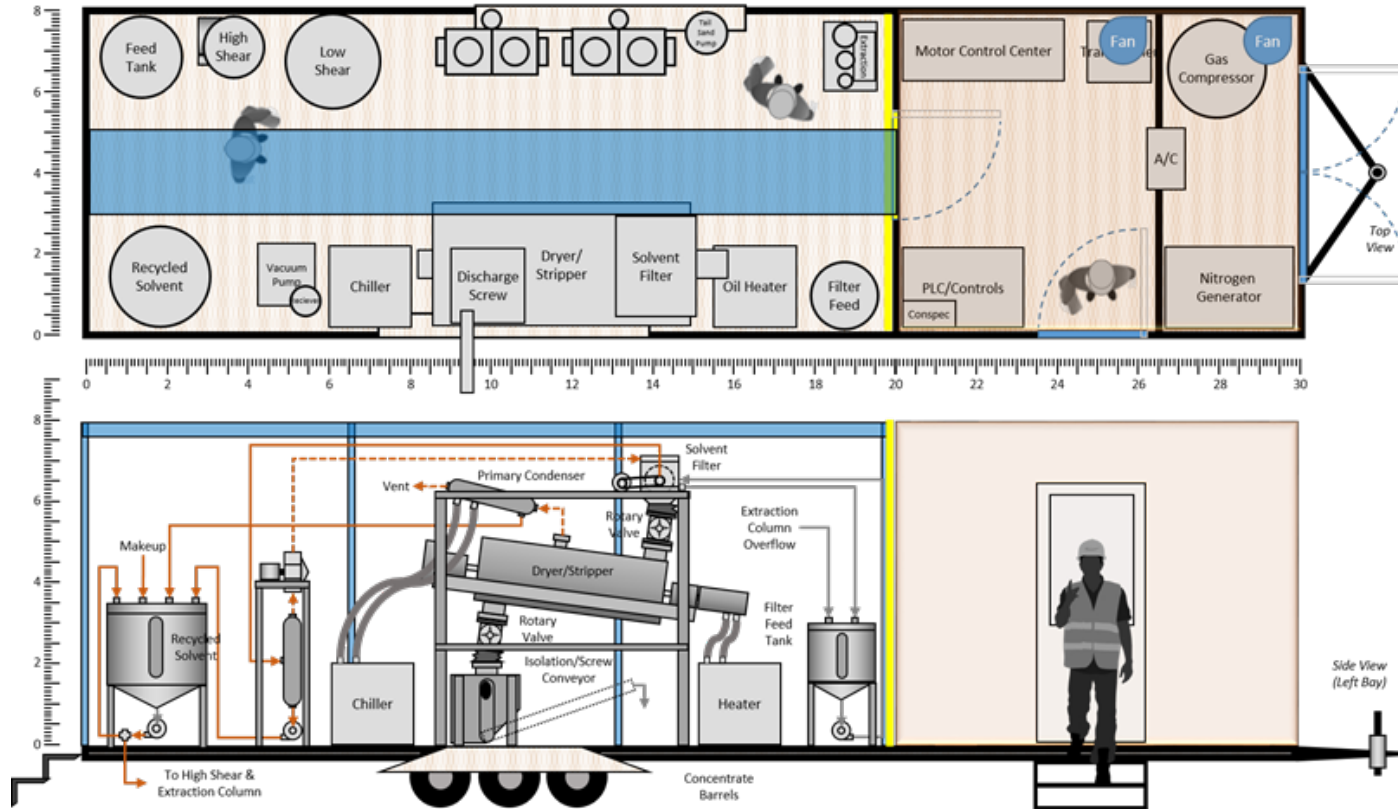 8
6
4
2
0
Feed
Tank
High
Shear
Low
Shear
Tail
Sand
Pump
Extraction
Motor Control Center
Fan
Gas
Compressor
Fan
A/C
Top
View
Recycled
Solvent
Vacuum
Pump
Chiller
Discharge
Screw
Dryer/
Stripper
Solvent
Filter
Oil Heater
Filter
Feed
PLC/Controls
Conspec
Nitrogen
Generator
0 2 4 6 8 10 12 14 16 18 20 22 24 26 28 30
8
6
4
2
0
Solvent
Filter
Primary Condenser
Vent
Rotary
Valve
Extraction
Column
Overflow
Makeup
Dryer/Stripper
Filter
Feed
Tank
Rotary
Valve
Recycled
Solvent
Isolation/Screw
Conveyor
Chiller
Heater
Side View
(Left Bay)
To High Shear &
Extraction Column
Concentrate
Barrels